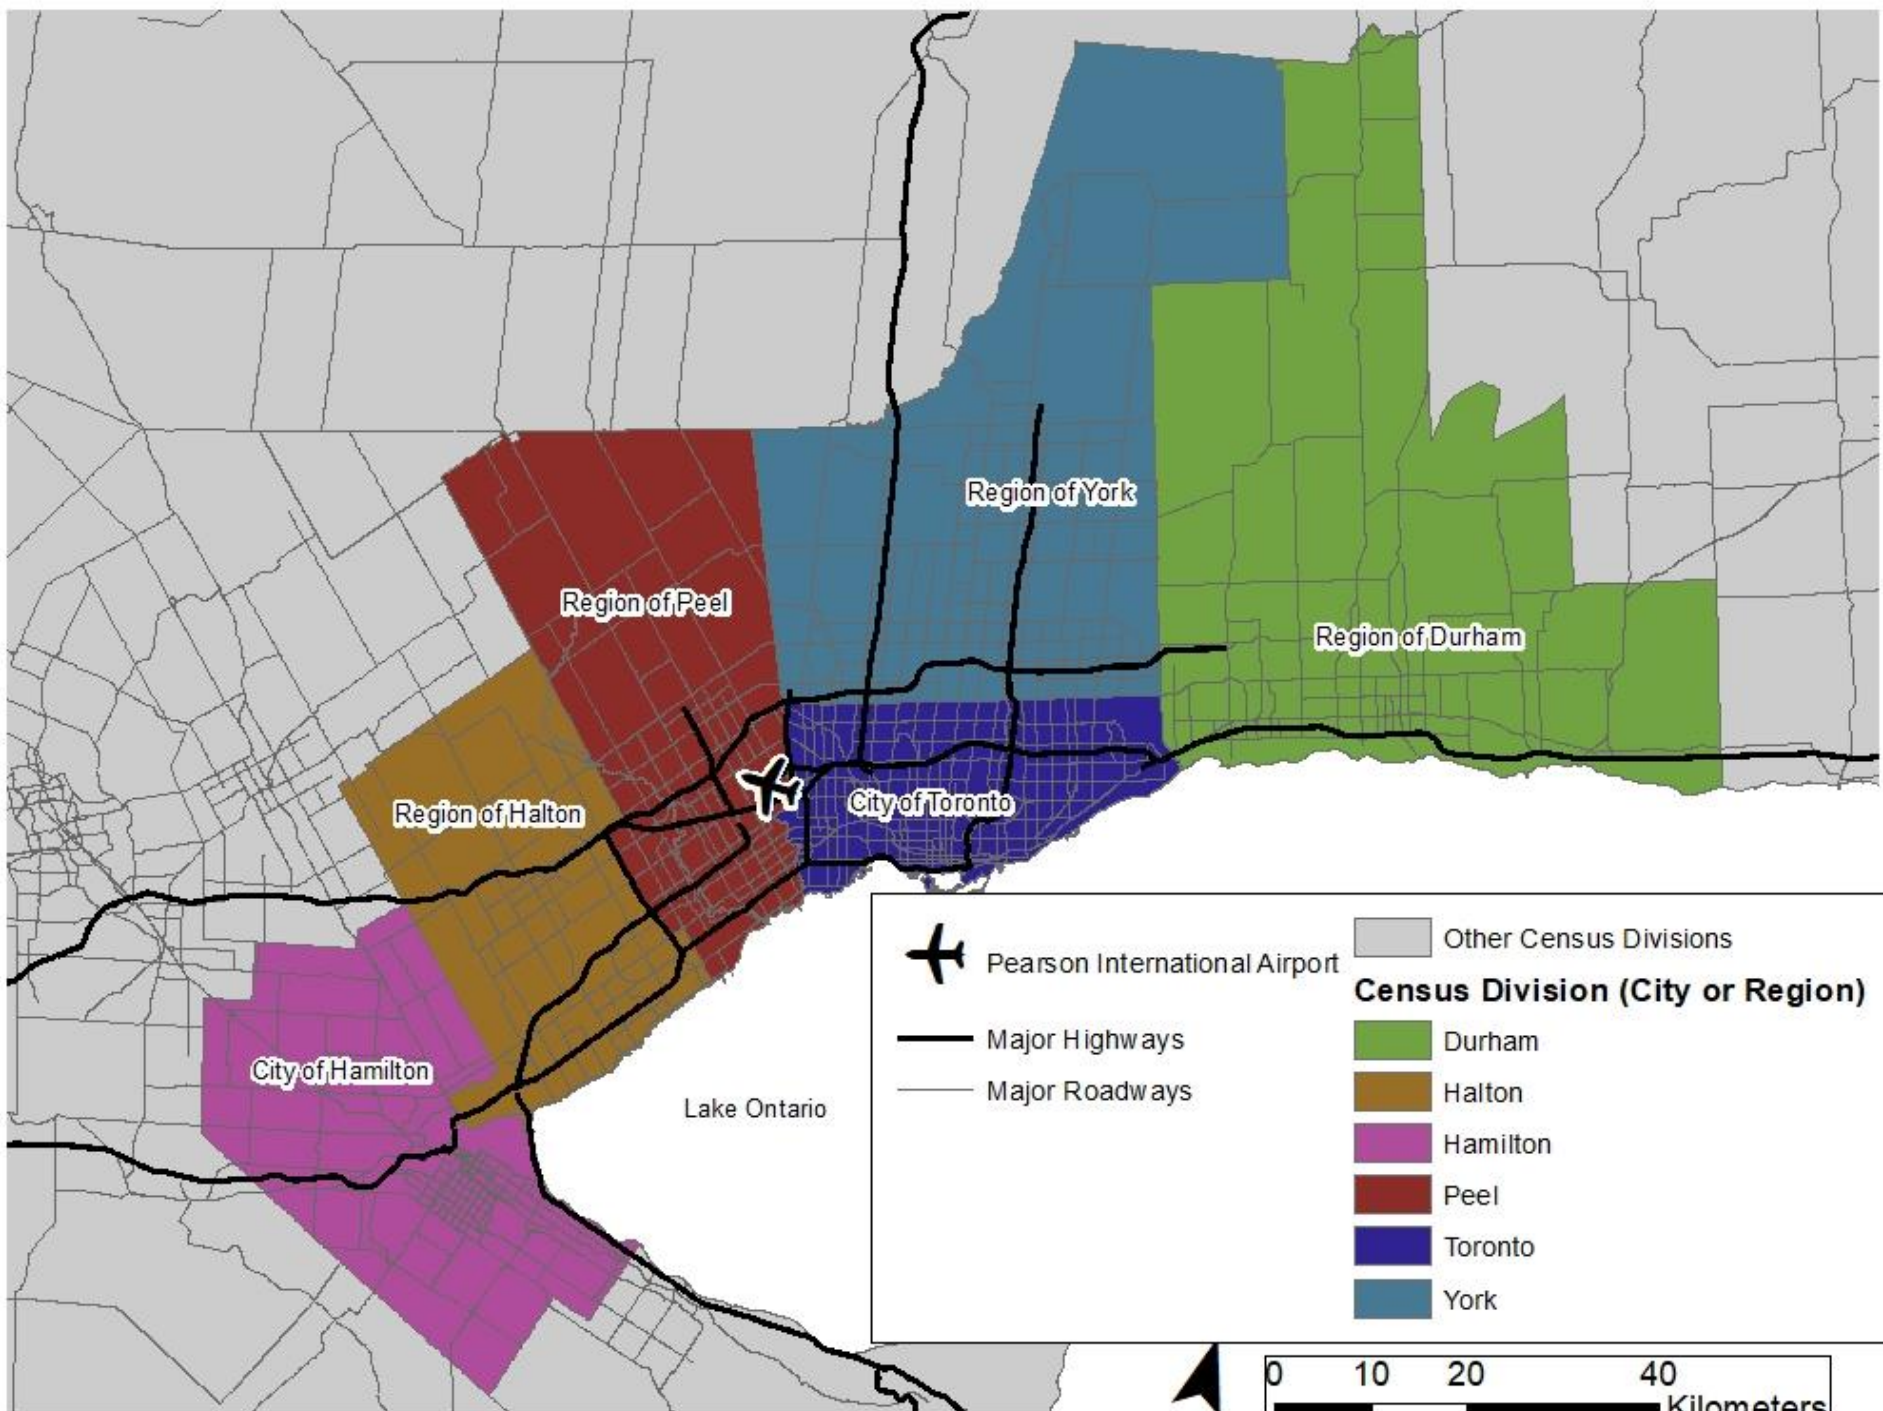 Region of York
Region of Peel
Region of Durham
City of Toronto
Region of Halton
City of Hamilton
Lake Ontario
Pearson International Airport
Major Highways
Major Roadways
Other Census Divisions
Census Division (City or Region)
Durham
Halton
Hamilton
Peel
Toronto
York
0 10 20 40
Kilometers